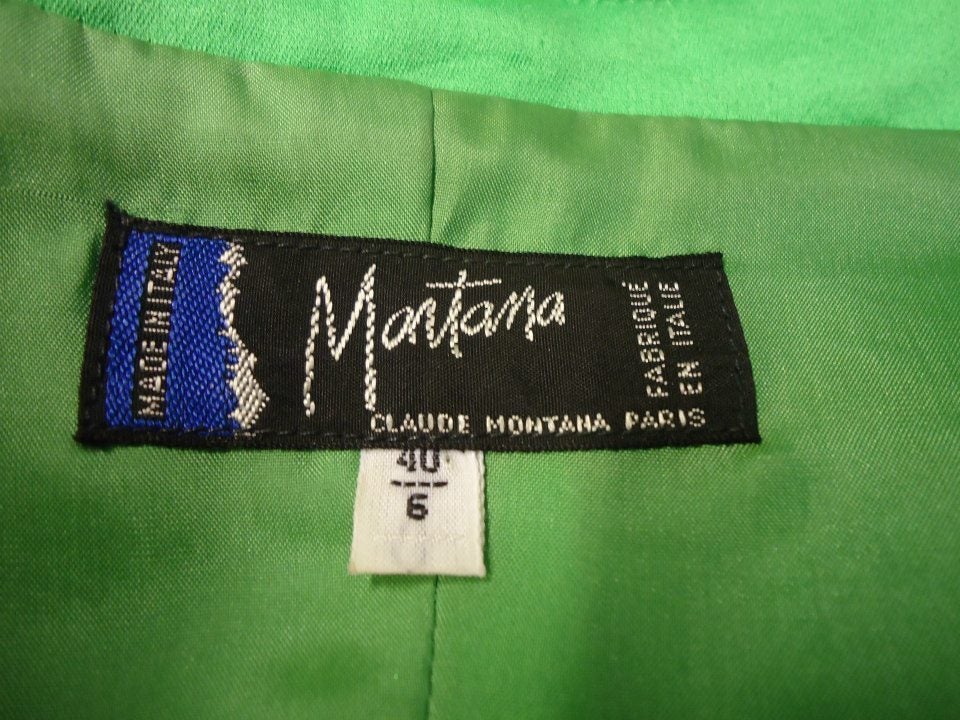 MADE IN ITALY
Montana
FABRIQUÉ
EN ITALIE
CLAUDE MONTANA PARIS
40
6